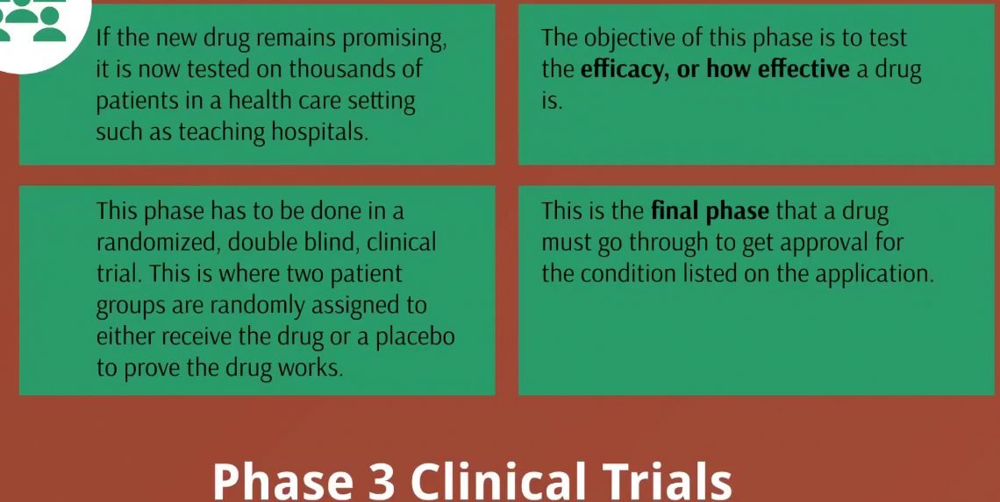 If the new drug remains promising,
it is now tested on thousands of
patients in a health care setting
such as teaching hospitals.
The objective of this phase is to test
the efficacy, or how effective a drug
is.
This phase has to be done in a
randomized, double blind, clinical
trial. This is where two patient
groups are randomly assigned to
either receive the drug or a placebo
to prove the drug works.
This is the final phase that a drug
must go through to get approval for
the condition listed on the application.
Phase 3 Clinical Trials